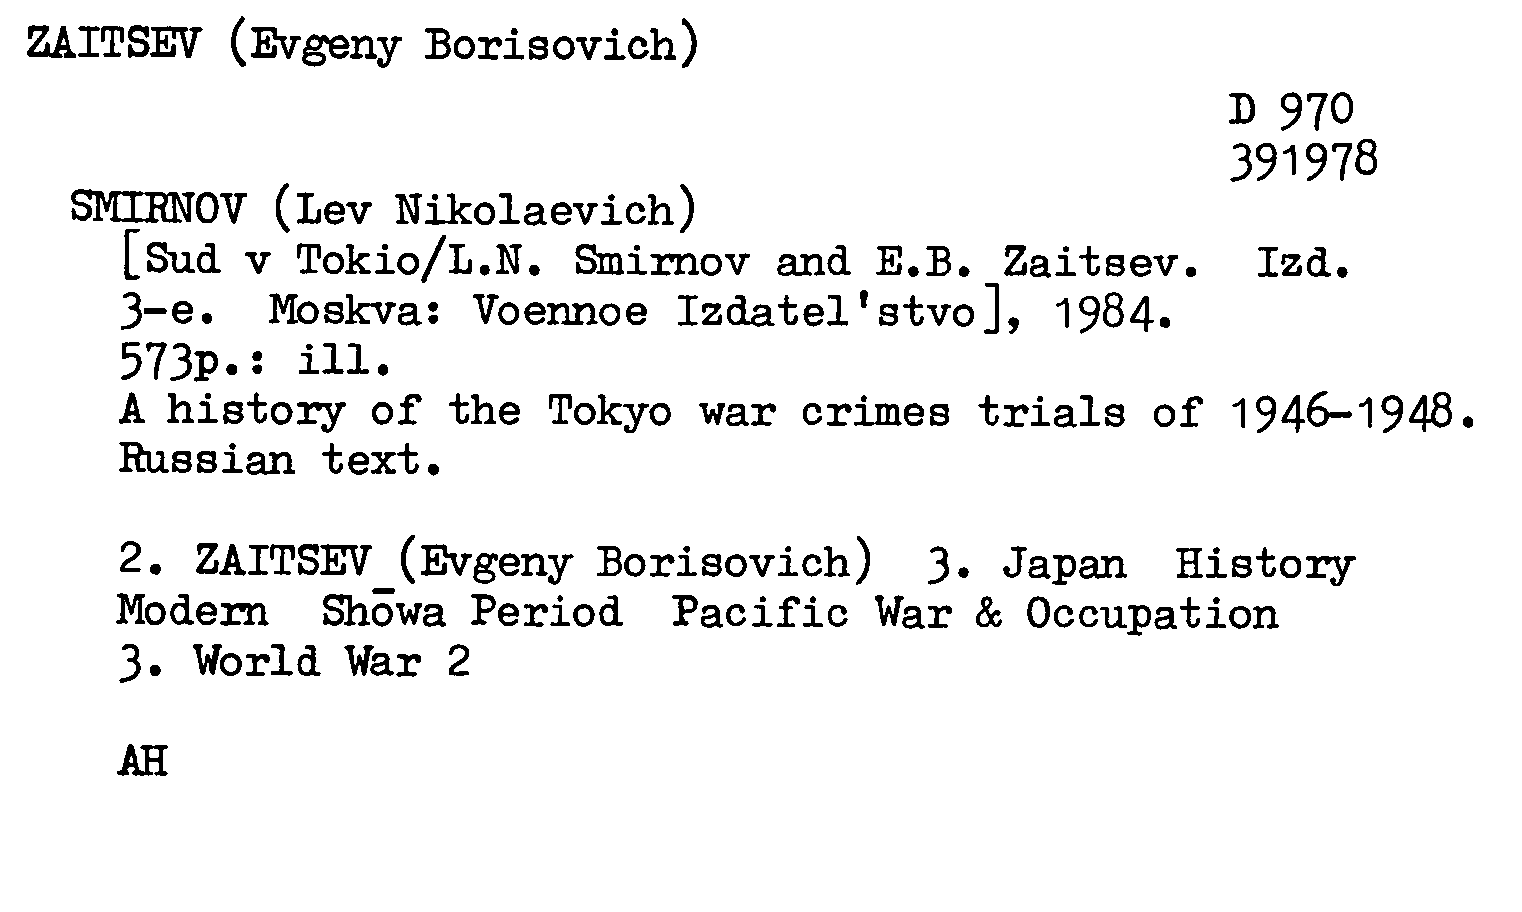 ZAITSEV (Evgeny Borisovich)
D 970
391978
SMIRNOV (Lev Nikolaevich)
[Sud v Tokio/L.N. Smirnov and E.B. Zaitsev. Izd.
3-e. Moskva: Voennoe Izdatel'stvo], 1984.
573p.: ill.
A history of the Tokyo war crimes trials of 1946-1948.
Russian text.
2. ZAITSEV (Evgeny Borisovich) 3. Japan History
Modern Shōwa Period Pacific War & Occupation
3. World War 2
AH